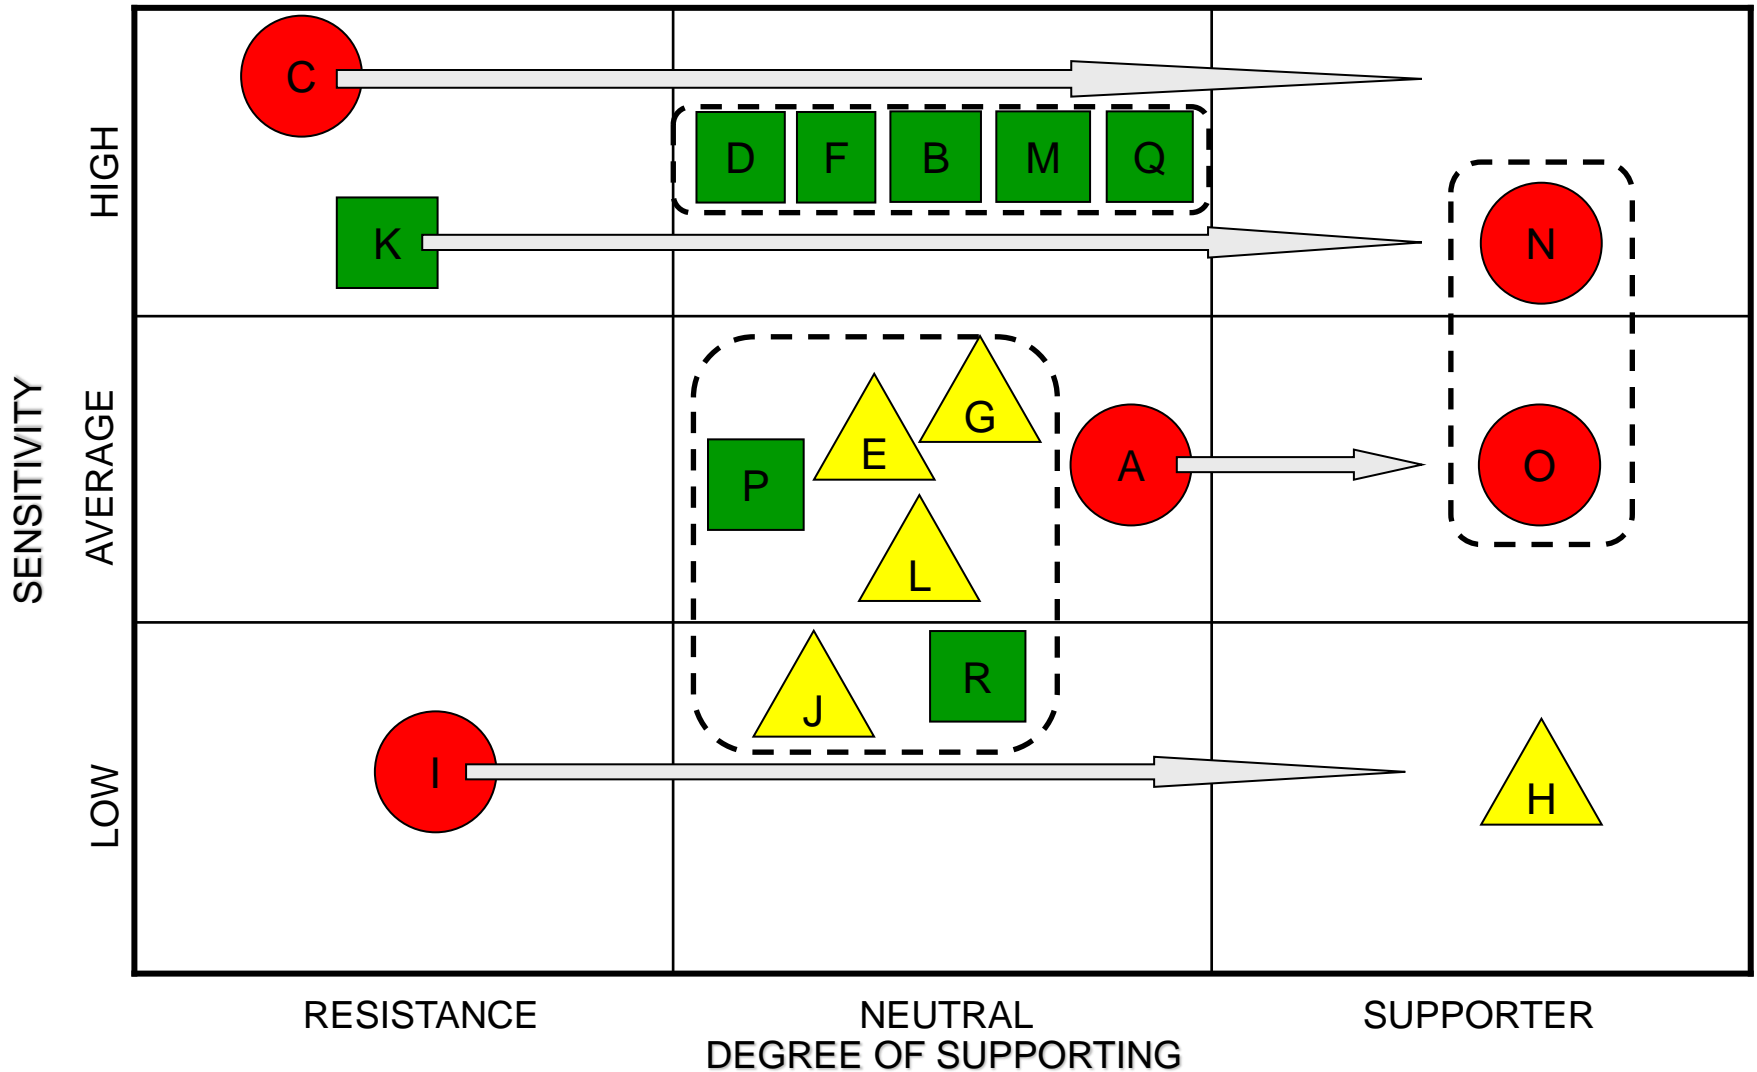 C
D F B M Q
HIGH
K
N
G
E
P
A
O
L
SENSITIVITY
AVERAGE
R
J
I
H
LOW
RESISTANCE
NEUTRAL
SUPPORTER
DEGREE OF SUPPORTING